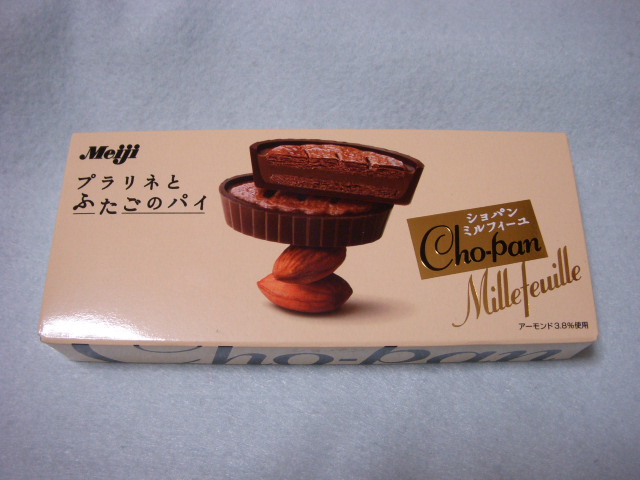 Meiji
プラリネと
ふたごのパイ
ショパン
ミルフィーユ
Cho-pan
Millefeuille
アーモンド3.8%使用
Cho-pan